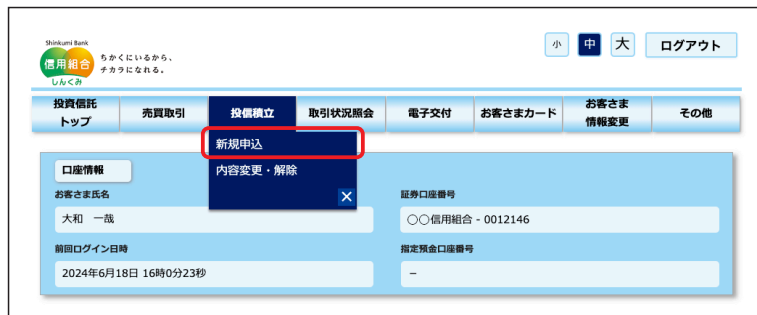 Shinkumi Bank
信用組合
しんくみ
ちかくにいるから、
チカラになれる。
小 中 大 ログアウト
投資信託
トップ
売買取引
投信積立
取引状況照会
電子交付
お客さまカード
お客さま
情報変更
その他
新規申込
内容変更・解除
×
口座情報
お客さま氏名
大和 一哉
証券口座番号
〇〇信用組合 - 0012146
前回ログイン日時
2024年6月18日 16時0分23秒
指定預金口座番号
−